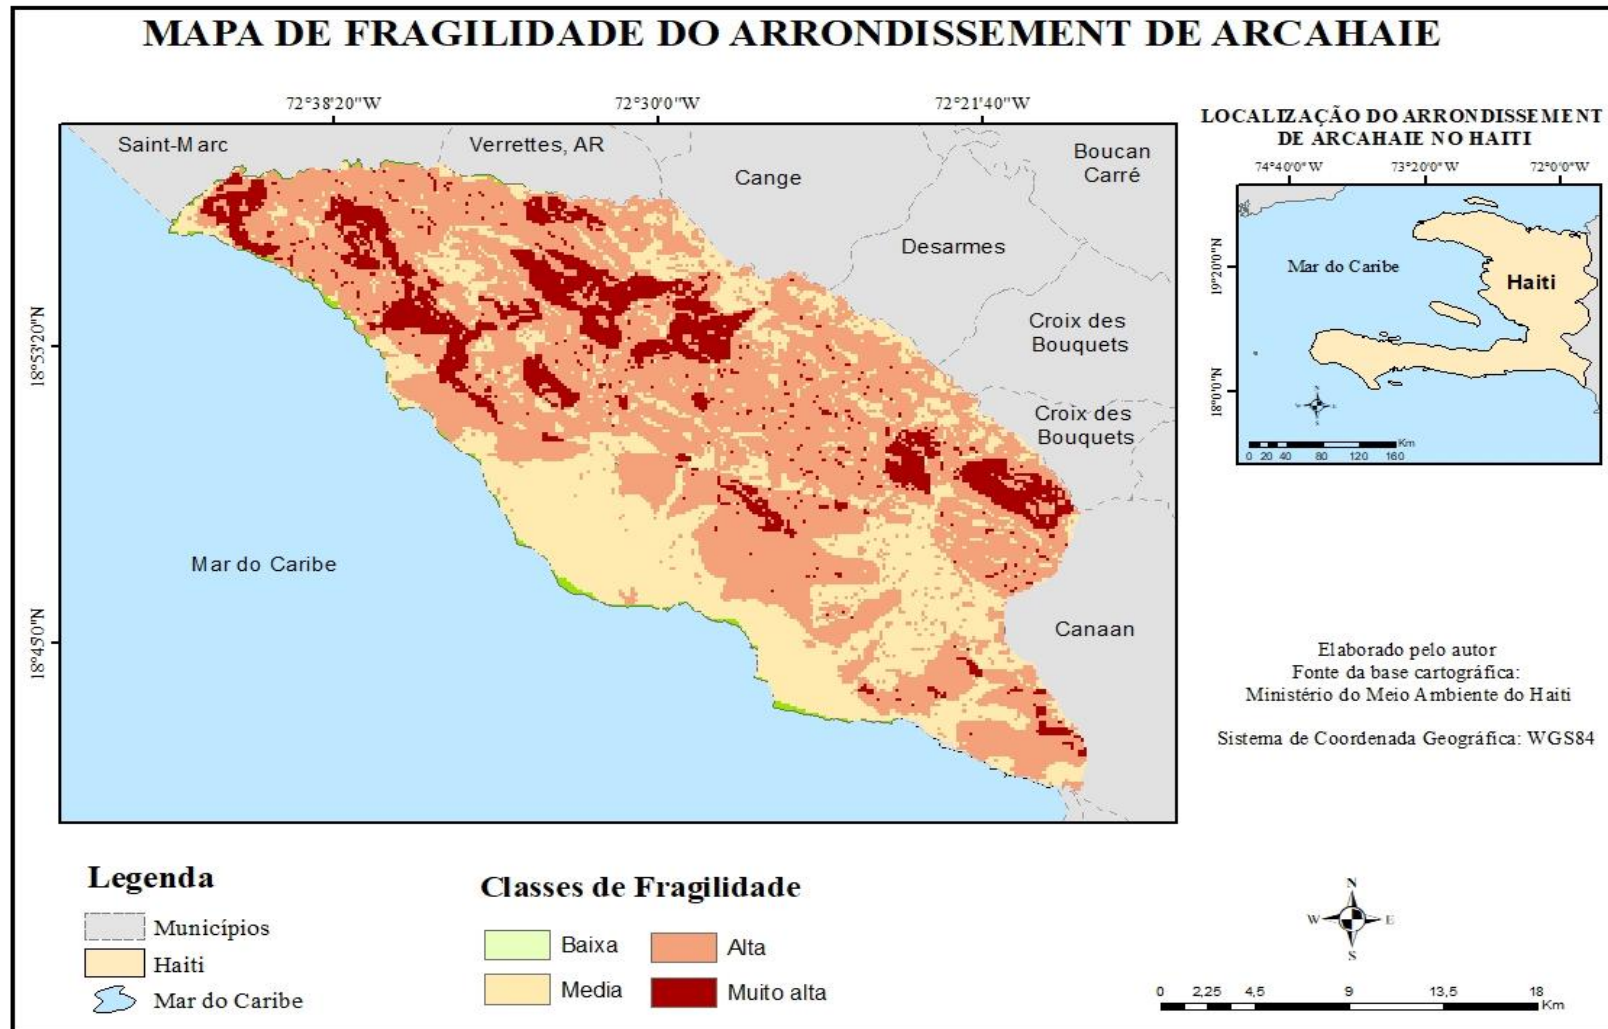 MAPA DE FRAGILIDADE DO ARRONDISSEMENT DE ARCAHAIE
72°38'20"W
72°30'0"W
72°21'40"W
Saint-Marc
Verrettes, AR
Cange
Boucan
Carré
Desarmes
Croix des
Bouquets
Croix des
Bouquets
Canaan
Mar do Caribe
18°53'20"N
18°45'0"N
LOCALIZAÇÃO DO ARRONDISSEMENT
DE ARCAHAIE NO HAITI
74°40'0"W
73°20'0"W
72°0'0"W
19°20'0"N
18°0'0"N
Mar do Caribe
Haiti
N
W E
S
0 20 40 80 120 160 Km
Elaborado pelo autor
Fonte da base cartográfica:
Ministério do Meio Ambiente do Haiti
Sistema de Coordenada Geográfica: WGS84
Legenda
Municípios
Haiti
Mar do Caribe
Classes de Fragilidade
Baixa
Alta
Media
Muito alta
N
W E
S
0 2,25 4,5 9 13,5 18
Km